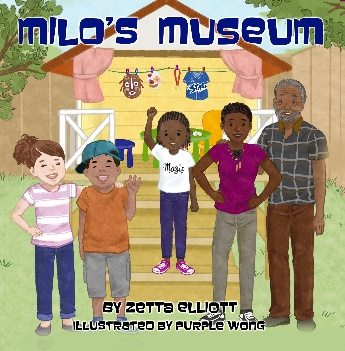 MILO'S MUSEUM
Magic
BY ZETTA ELLIOTT
ILLUSTRATED BY PURPLE WONG